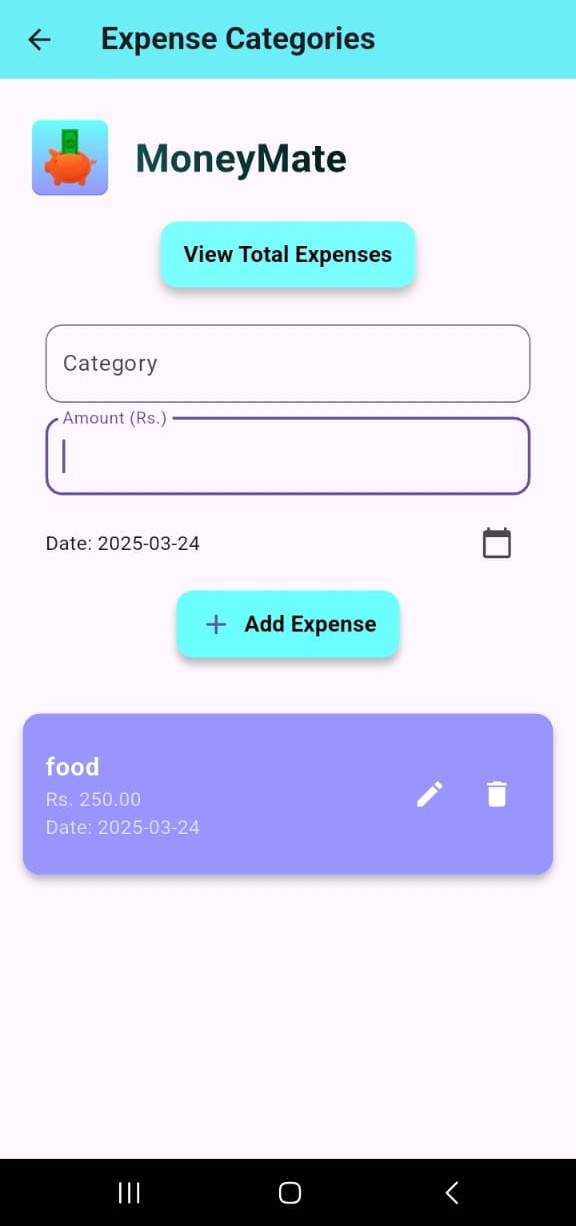 Expense Categories
MoneyMate
View Total Expenses
Category
Amount (Rs.)
Date: 2025-03-24
+ Add Expense
food
Rs. 250.00
Date: 2025-03-24